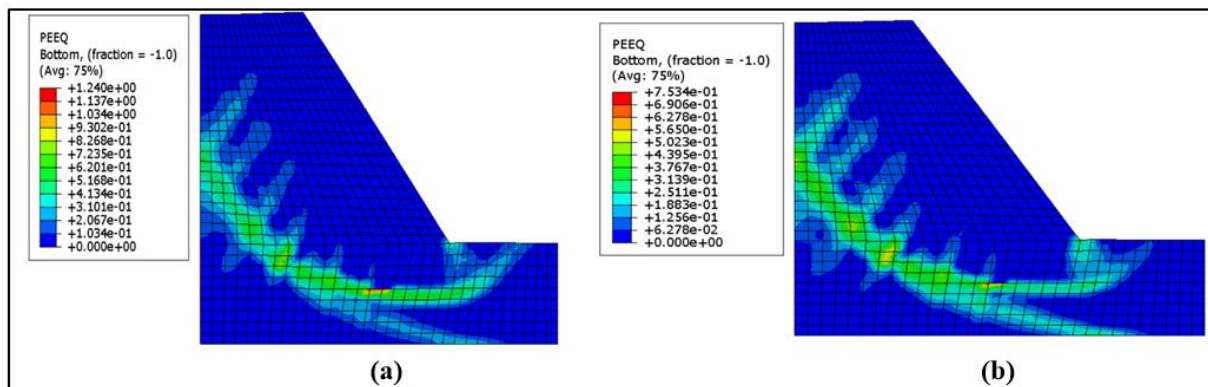 PEEQ
Bottom, (fraction = -1.0)
(Avg: 75%)
+1.240e+00
+1.137e+00
+1.034e+00
+9.302e-01
+8.268e-01
+7.235e-01
+6.201e-01
+5.168e-01
+4.134e-01
+3.101e-01
+2.067e-01
+1.034e-01
+0.000e+00
(a)
PEEQ
Bottom, (fraction = -1.0)
(Avg: 75%)
+7.534e-01
+6.906e-01
+6.278e-01
+5.650e-01
+5.023e-01
+4.395e-01
+3.767e-01
+3.139e-01
+2.511e-01
+1.883e-01
+1.256e-01
+6.278e-02
+0.000e+00
(b)